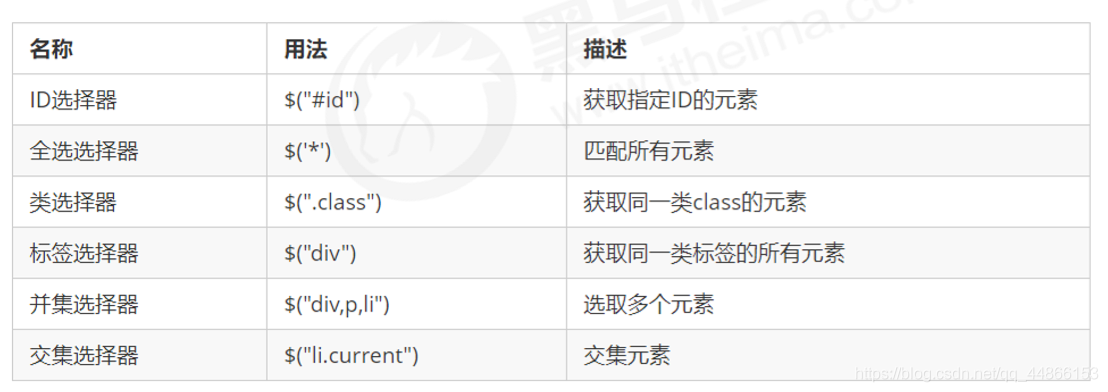 名称 用法 描述
ID选择器 $("#id") 获取指定ID的元素
全选选择器 $('*') 匹配所有元素
类选择器 $(".class") 获取同一类class的元素
标签选择器 $("div") 获取同一类标签的所有元素
并集选择器 $("div,p,li") 选取多个元素
交集选择器 $("li.current") 交集元素
www.itheima.com
https://blog.csdn.net/qq_44866153